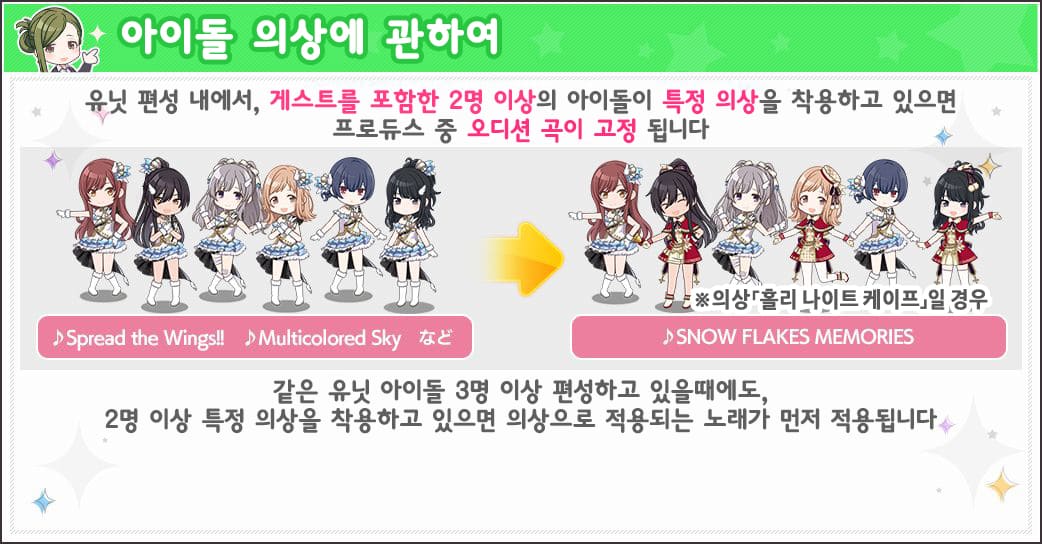 아이돌 의상에 관하여
유닛 편성 내에서, 게스트를 포함한 2명 이상의 아이돌이 특정 의상을 착용하고 있으면
프로듀스 중 오디션 곡이 고정 됩니다
※의상「홀리 나이트 케이프」일 경우
♪Spread the Wings!! ♪Multicolored Sky など
♪SNOW FLAKES MEMORIES
같은 유닛 아이돌 3명 이상 편성하고 있을때에도,
2명 이상 특정 의상을 착용하고 있으면 의상으로 적용되는 노래가 먼저 적용됩니다